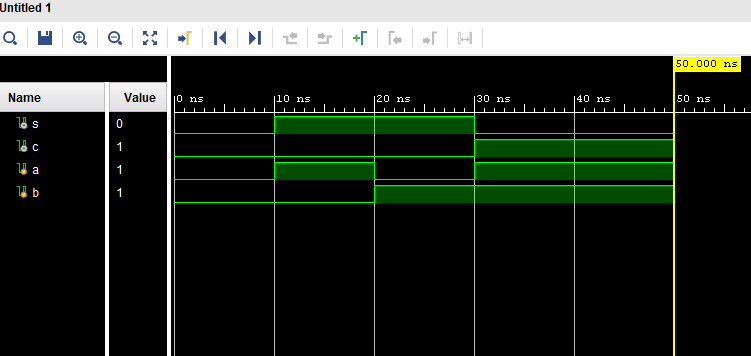 Untitled 1
50.000 ns
Name Value 0 ns 10 ns 20 ns 30 ns 40 ns 50 ns
s 0
c 1
a 1
b 1